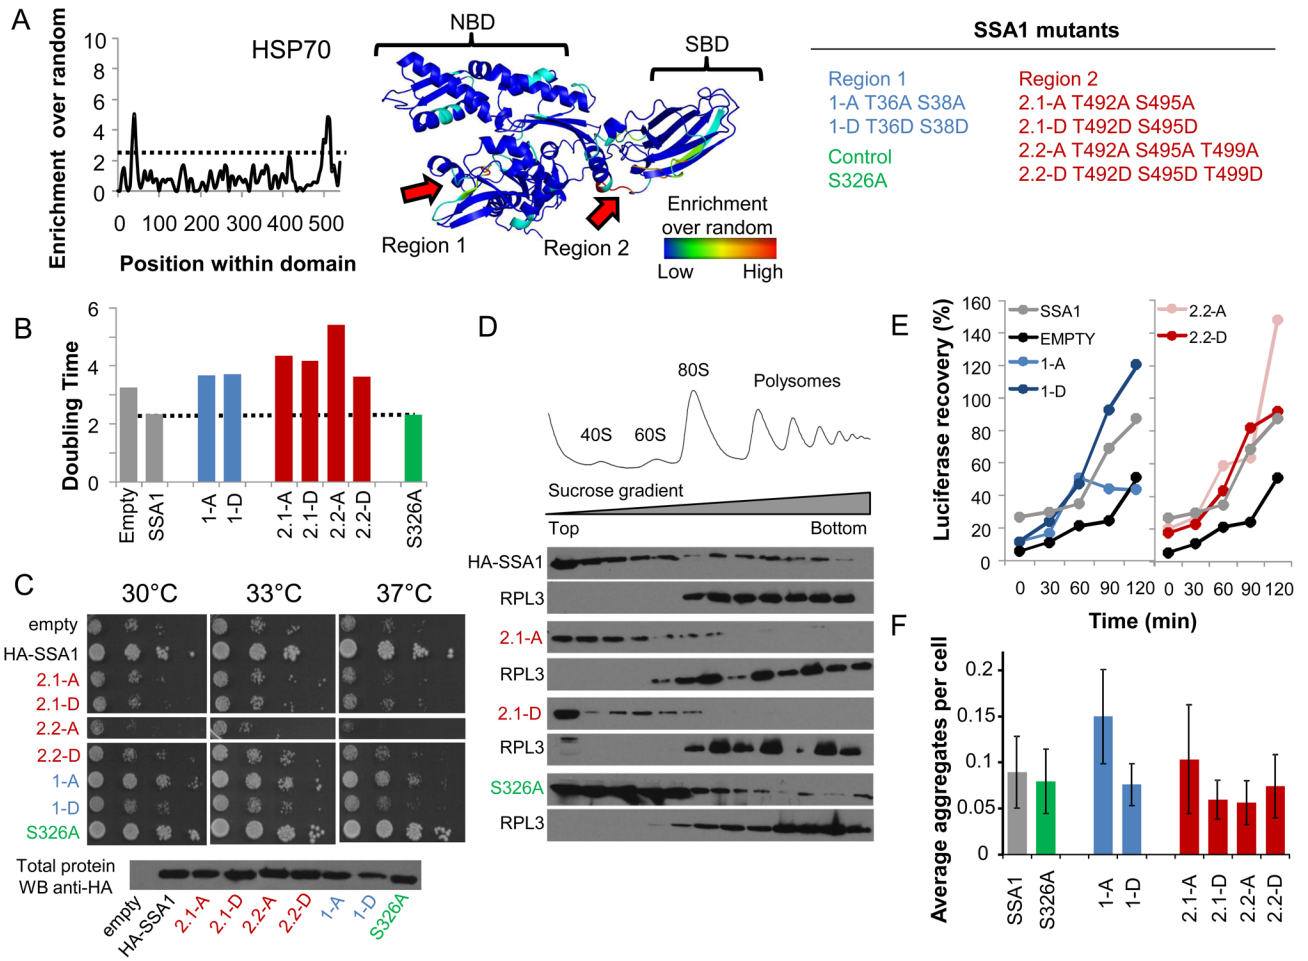 A
Enrichment over random
10
8
6
4
2
0
HSP70
0 100 200 300 400 500
Position within domain
NBD
SBD
Region 1
Region 2
Enrichment
over random
Low High
SSA1 mutants
Region 1
1-A T36A S38A
1-D T36D S38D
Control
S326A
Region 2
2.1-A T492A S495A
2.1-D T492D S495D
2.2-A T492A S495A T499A
2.2-D T492D S495D T499D
B
Doubling Time
6
4
2
0
Empty
SSA1
1-A
1-D
2.1-A
2.1-D
2.2-A
2.2-D
S326A
C
30°C 33°C 37°C
empty
HA-SSA1
2.1-A
2.1-D
2.2-A
2.2-D
1-A
1-D
S326A
Total protein
WB anti-HA
empty
HA-SSA1
2.1-A
2.1-D
2.2-A
2.2-D
1-A
1-D
S326A
D
40S
60S
80S
Polysomes
Sucrose gradient
Top Bottom
HA-SSA1
RPL3
2.1-A
RPL3
2.1-D
RPL3
S326A
RPL3
E
Luciferase recovery (%)
160
140
120
100
80
60
40
20
0
SSA1
EMPTY
1-A
1-D
2.2-A
2.2-D
0 30 60 90 120
0 30 60 90 120
Time (min)
F
Average aggregates per cell
0.2
0.15
0.1
0.05
0
SSA1
S326A
1-A
1-D
2.1-A
2.1-D
2.2-A
2.2-D